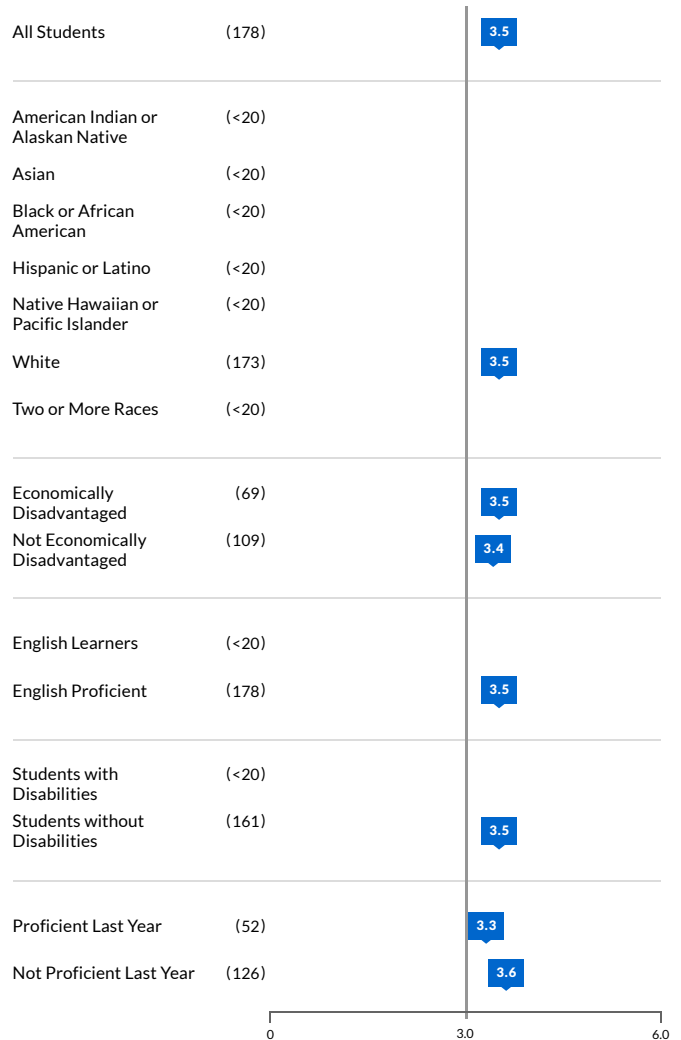 All Students (178) 3.5
American Indian or (<20)
Alaskan Native
Asian (<20)
Black or African (<20)
American
Hispanic or Latino (<20)
Native Hawaiian or (<20)
Pacific Islander
White (173) 3.5
Two or More Races (<20)
Economically (69) 3.5
Disadvantaged
Not Economically (109) 3.4
Disadvantaged
English Learners (<20)
English Proficient (178) 3.5
Students with (<20)
Disabilities
Students without (161) 3.5
Disabilities
Proficient Last Year (52) 3.3
Not Proficient Last Year (126) 3.6
0 3.0 6.0